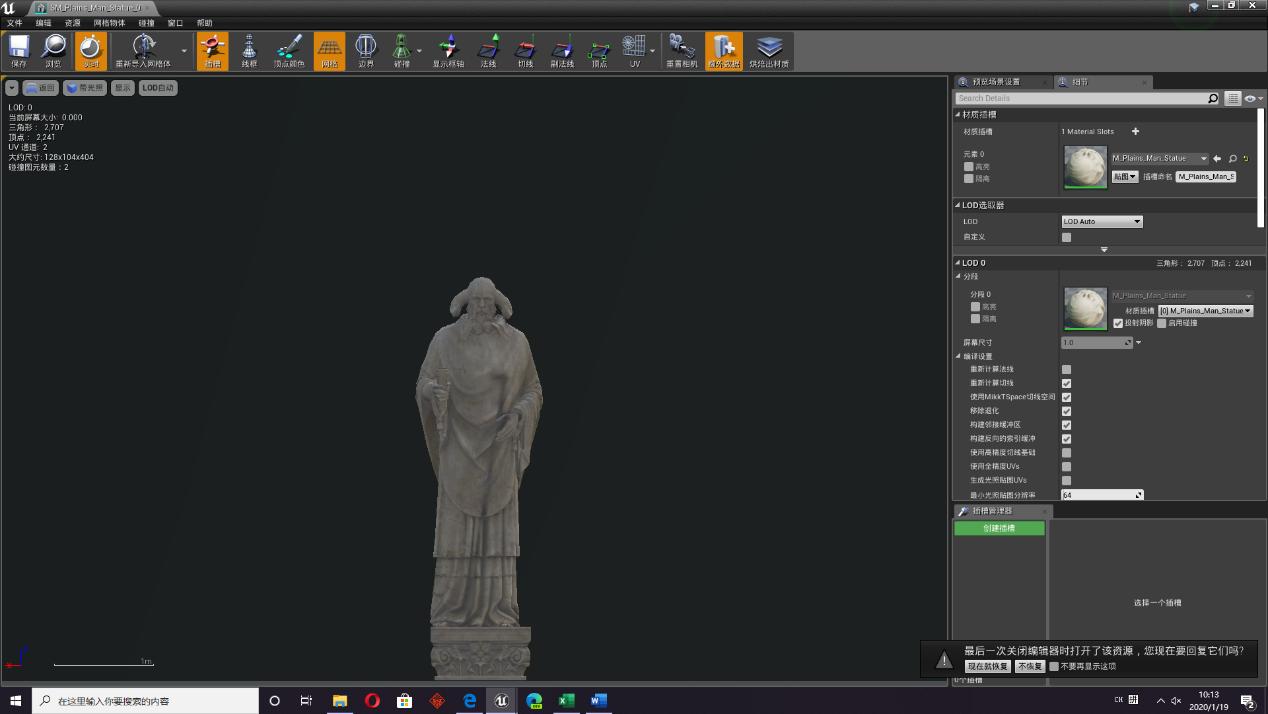 SM_Plains_Man_Statue_0
文件 编辑 资源 网格物体 碰撞 窗口 帮助
保存 浏览 实时 重新导入网格体 插槽 线框 顶点颜色 网格 边界 碰撞 显示枢轴 法线 切线 副法线 顶点 UV 重置相机 额外数据 烘焙出材质
返回 带光照 显示 LOD自动
LOD: 0
当前屏幕大小: 0.000
三角形: 2,707
顶点: 2,241
UV 通道: 2
大约尺寸: 128x104x404
碰撞图元数量: 2
1m
预览场景设置 细节
Search Details
材质插槽
材质插槽 1 Material Slots
元素 0
高亮
隔离
M_Plains_Man_Statue
贴图 插槽命名 M_Plains_Man_S
LOD选取器
LOD LOD Auto
自定义
LOD 0 三角形: 2,707 顶点: 2,241
分段
分段 0
高亮
隔离
M_Plains_Man_Statue
材质插槽 [0] M_Plains_Man_Statue
投射阴影 启用碰撞
屏幕尺寸 1.0
编译设置
重新计算法线
重新计算切线
使用MikkTSpace切线空间
移除退化
构建邻接缓冲区
构建反向的索引缓冲
使用高精度切线基础
使用全精度UVs
生成光照贴图UVs
最小光照贴图分辨率 64
插槽管理器
创建插槽
选择一个插槽
0个插槽
最后一次关闭编辑器时打开了该资源，您现在要回复它们吗?
现在就恢复 不恢复 不要再显示这项
在这里输入你要搜索的内容
CH
10:13
2020/1/19
2